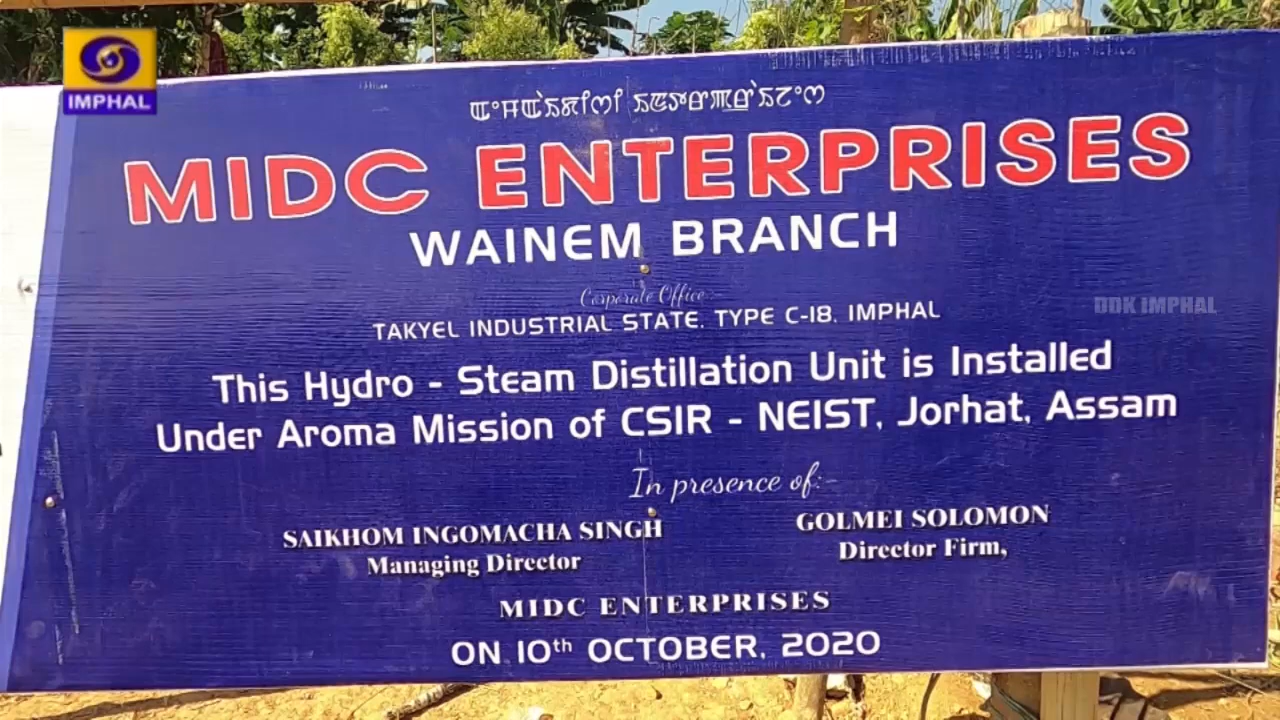 IMPHAL
MIDC ENTERPRISES
WAINEM BRANCH
Corporate Office:-
DDK IMPHAL
TAKYEL INDUSTRIAL STATE, TYPE C-18, IMPHAL
This Hydro - Steam Distillation Unit is Installed
Under Aroma Mission of CSIR - NEIST, Jorhat, Assam
In presence of:-
SAIKHOM INGOMACHA SINGH
Managing Director
GOLMEI SOLOMON
Director Firm,
MIDC ENTERPRISES
ON 10th OCTOBER, 2020